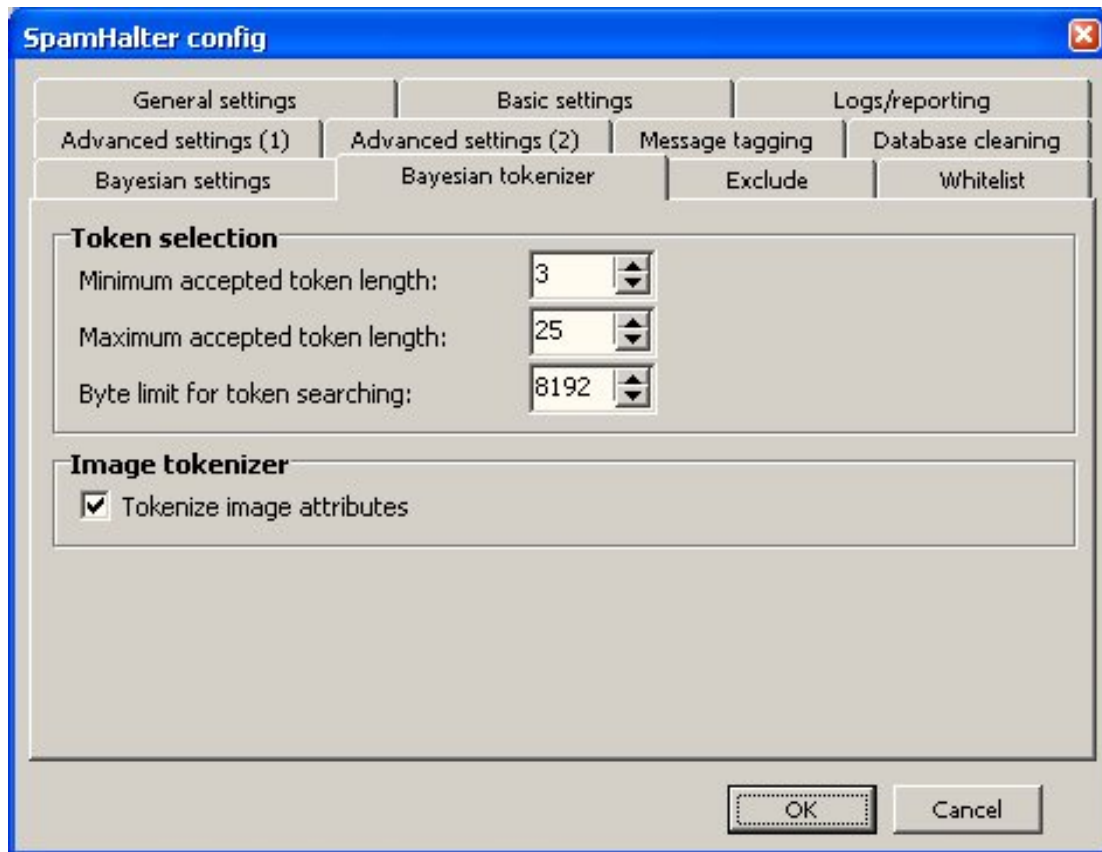 SpamHalter config
General settings Basic settings Logs/reporting
Advanced settings (1) Advanced settings (2) Message tagging Database cleaning
Bayesian settings Bayesian tokenizer Exclude Whitelist
Token selection
Minimum accepted token length: 3
Maximum accepted token length: 25
Byte limit for token searching: 8192
Image tokenizer
Tokenize image attributes
OK Cancel